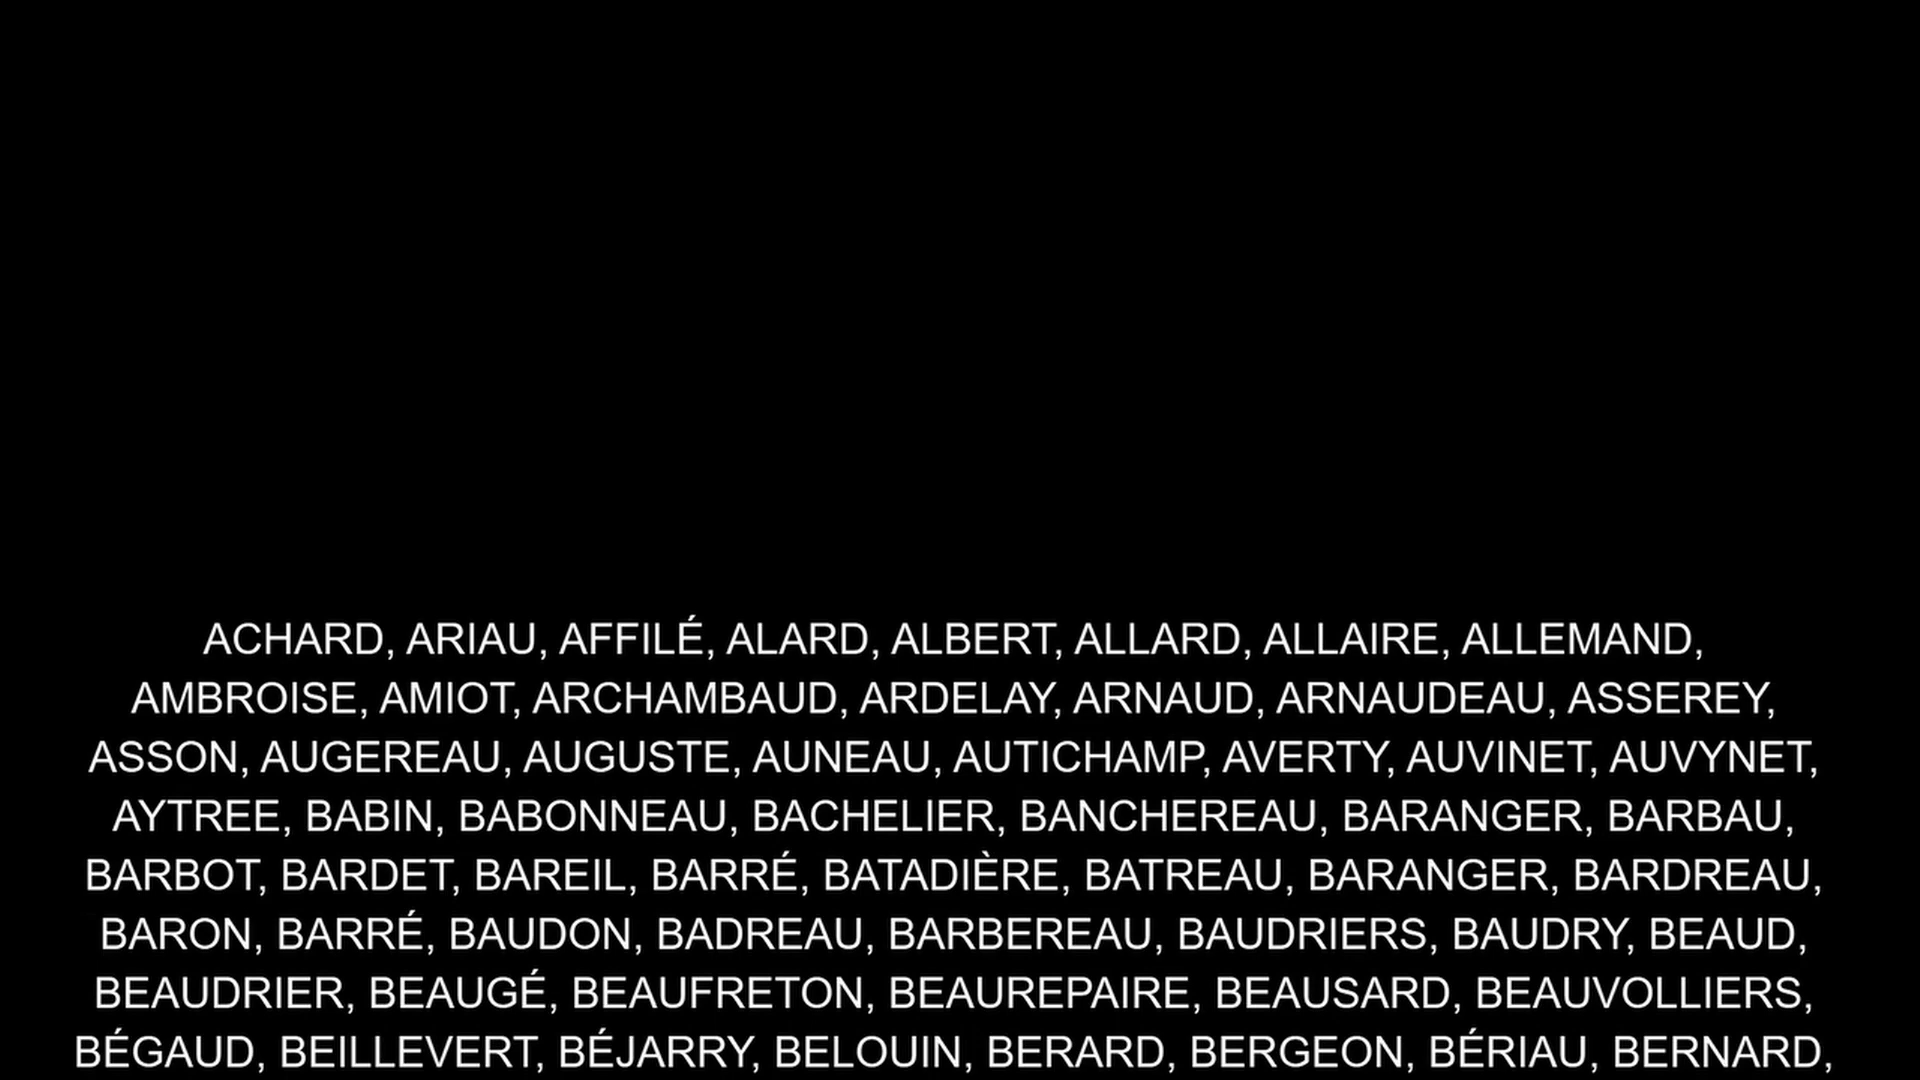 ACHARD, ARIAU, AFFILÉ, ALARD, ALBERT, ALLARD, ALLAIRE, ALLEMAND,
AMBROISE, AMIOT, ARCHAMBAUD, ARDELAY, ARNAUD, ARNAUDEAU, ASSEREY,
ASSON, AUGEREAU, AUGUSTE, AUNEAU, AUTICHAMP, AVERTY, AUVINET, AUVYNET,
AYTREE, BABIN, BABONNEAU, BACHELIER, BANCHEREAU, BARANGER, BARBAU,
BARBOT, BARDET, BAREIL, BARRÉ, BATADIÈRE, BATREAU, BARANGER, BARDREAU,
BARON, BARRÉ, BAUDON, BADREAU, BARBEREAU, BAUDRIERS, BAUDRY, BEAUD,
BEAUDRIER, BEAUGÉ, BEAUFRETON, BEAUREPAIRE, BEAUSARD, BEAUVOLLIERS,
BÉGAUD, BEILLEVERT, BÉJARRY, BELOUIN, BERARD, BERGEON, BÉRIAU, BERNARD,